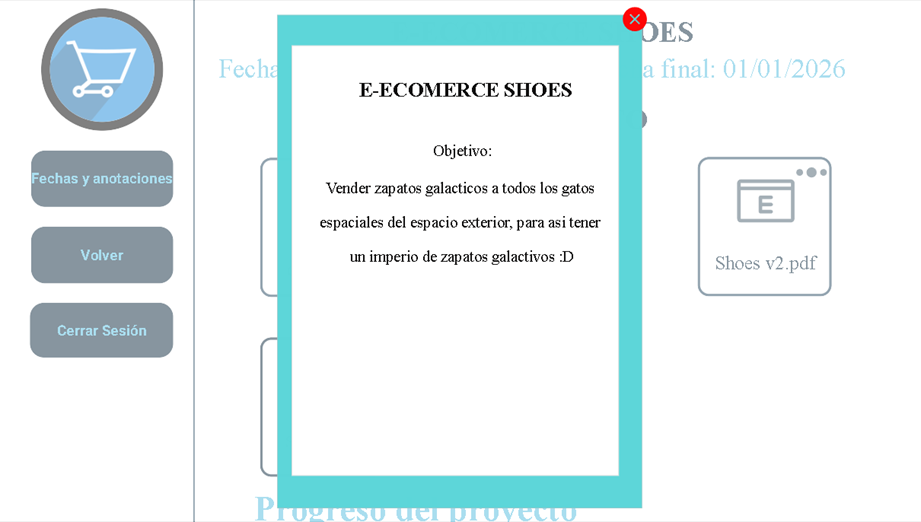 Fechas y anotaciones
Volver
Cerrar Sesión
OES
Fecha
a final: 01/01/2026
E-ECOMERCE SHOES
Objetivo:
Vender zapatos galacticos a todos los gatos
espaciales del espacio exterior, para asi tener
un imperio de zapatos galactivos :D
E
Shoes v2.pdf
Progreso del proyecto